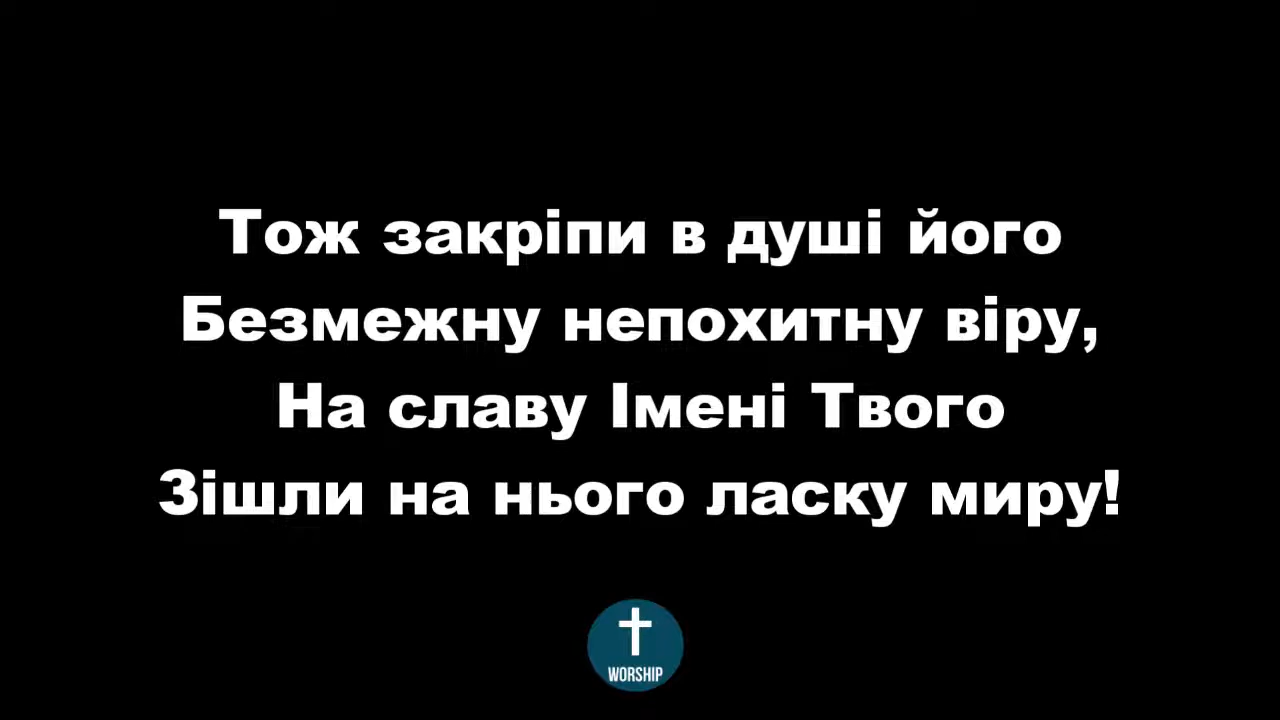 Тож закріпи в душі його
Безмежну непохитну віру,
На славу Імені Твого
Зішли на нього ласку миру!
WORSHIP